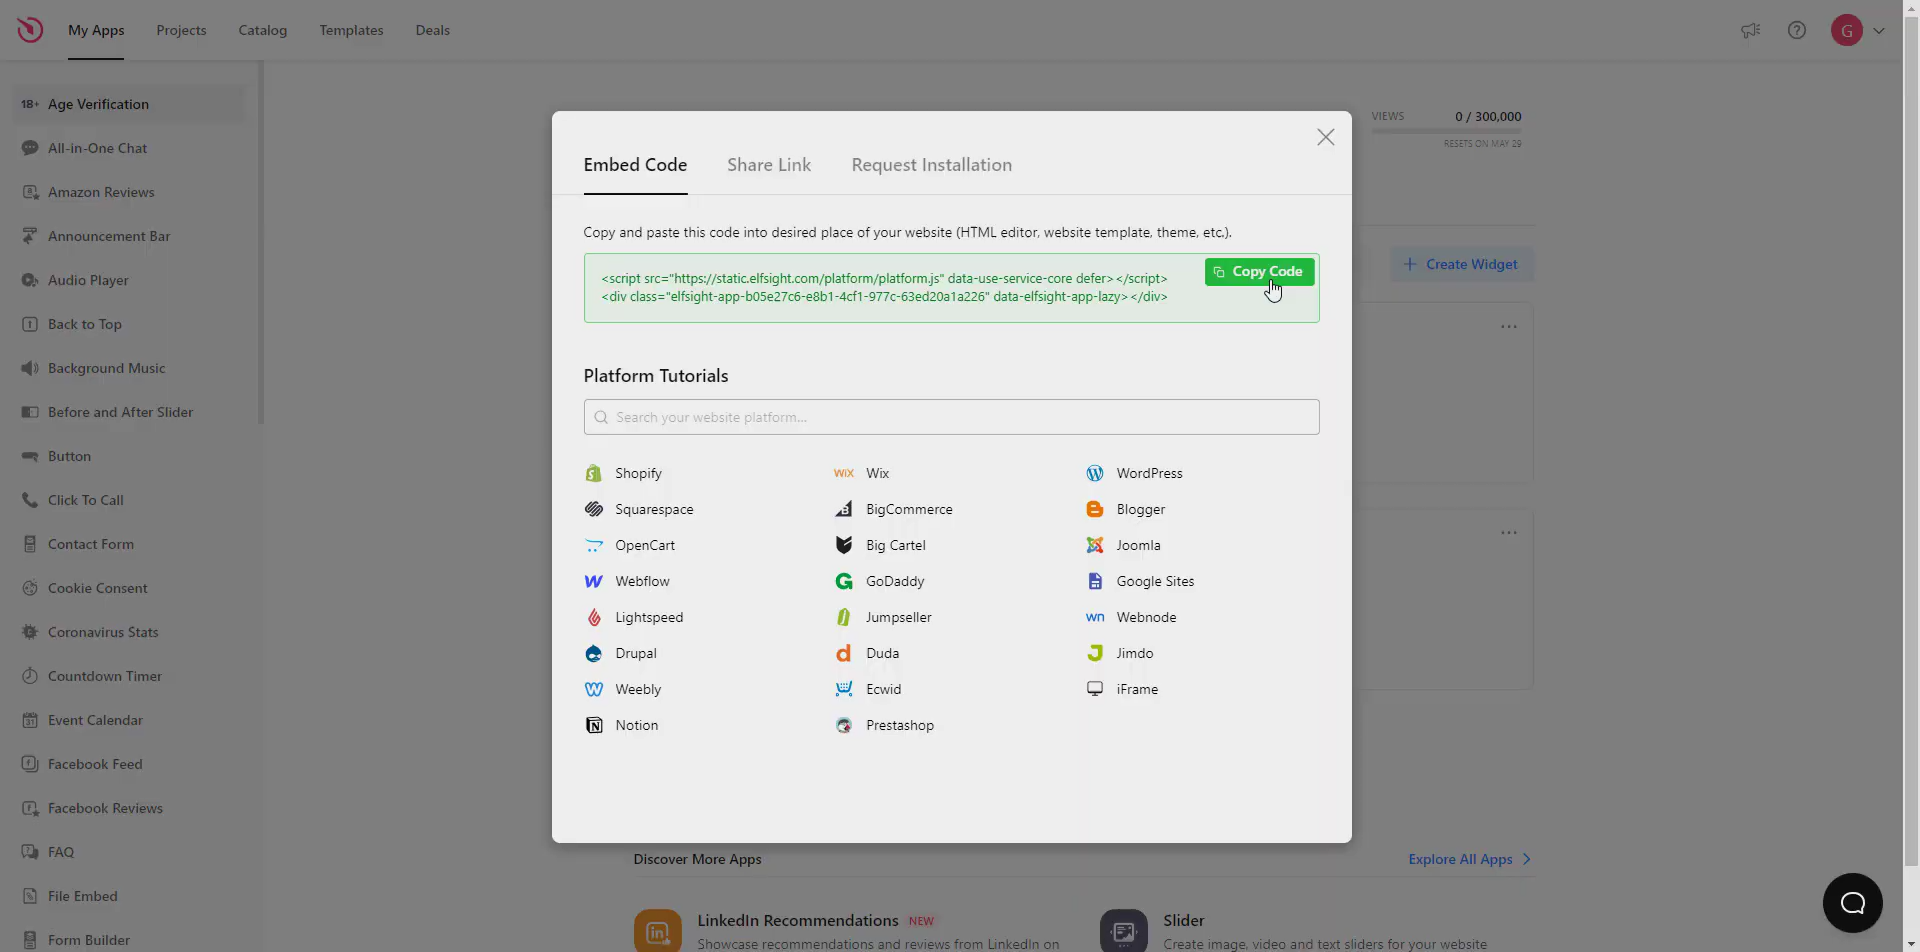 My Apps
Projects
Catalog
Templates
Deals
G
18+ Age Verification
All-in-One Chat
Amazon Reviews
Announcement Bar
Audio Player
Back to Top
Background Music
Before and After Slider
Button
Click To Call
Contact Form
Cookie Consent
Coronavirus Stats
Countdown Timer
Event Calendar
Facebook Feed
Facebook Reviews
FAQ
File Embed
Form Builder
VIEWS 0 / 300,000
RESETS ON MAY 29
+ Create Widget
Embed Code
Share Link
Request Installation
Copy and paste this code into desired place of your website (HTML editor, website template, theme, etc.).
<script src="https://static.elfsight.com/platform/platform.js" data-use-service-core defer></script>
<div class="elfsight-app-b05e27c6-e8b1-4cf1-977c-63ed20a1a226" data-elfsight-app-lazy></div>
Copy Code
Platform Tutorials
Search your website platform...
Shopify
WiX Wix
WordPress
Squarespace
BigCommerce
Blogger
OpenCart
Big Cartel
Joomla
Webflow
GoDaddy
Google Sites
Lightspeed
Jumpseller
wn Webnode
Drupal
Duda
Jimdo
Weebly
Ecwid
iFrame
Notion
Prestashop
Discover More Apps
Explore All Apps
LinkedIn Recommendations NEW
Showcase recommendations and reviews from LinkedIn on
Slider
Create image, video and text sliders for your website